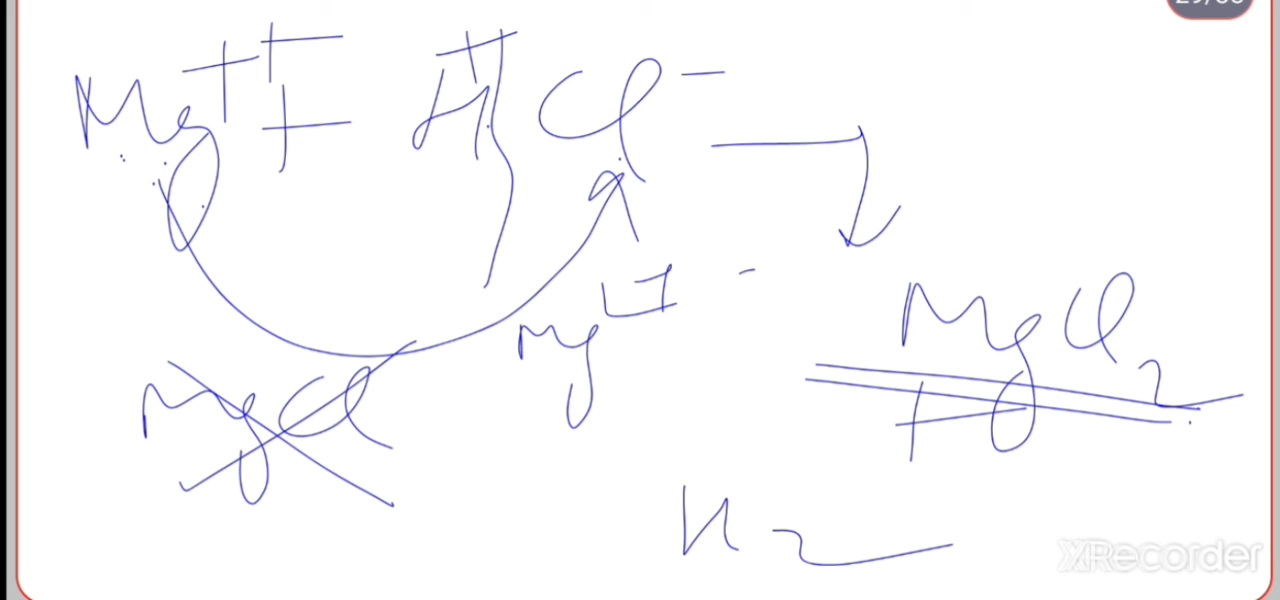 Mg⁺⁺ + H⁺ Cl⁻ →
Mg
MgCl
MgCl₂
+
H₂
XRecorder